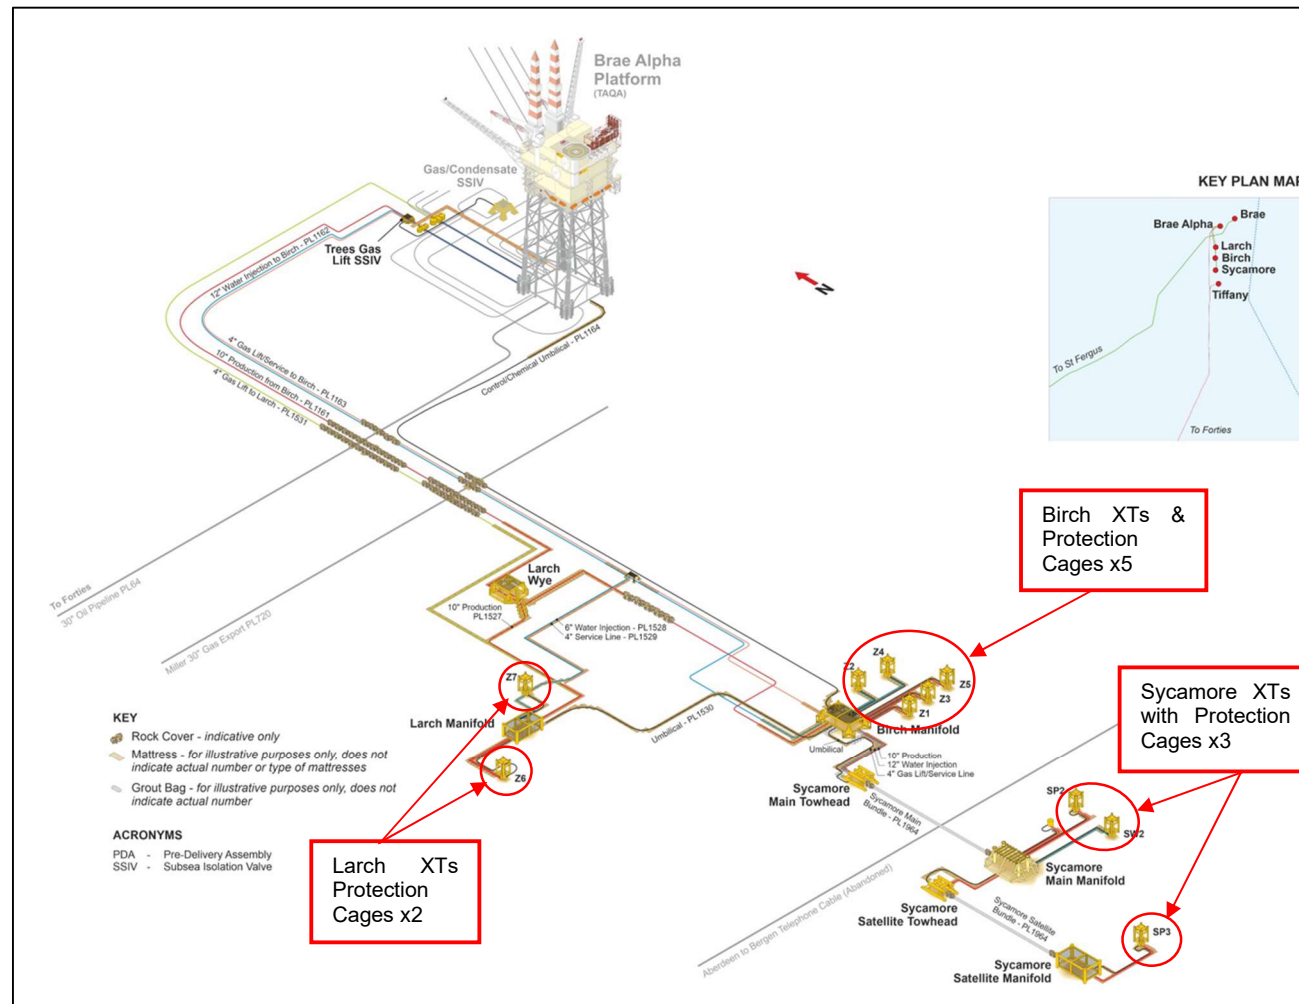 Brae Alpha
Platform
(TAQA)
Gas/Condensate
SSIV
Trees Gas
Lift SSIV
12" Water Injection to Birch - PL1162
4" Gas Lift/Service to Birch - PL1163
10" Production from Birch - PL1161
4" Gas Lift to Larch - PL1531
Control/Chemical Umbilical - PL1164
N
KEY PLAN MAP
Brae Alpha
Brae
Larch
Birch
Sycamore
Tiffany
To St Fergus
To Forties
To Forties
30" Oil Pipeline PL64
Miller 30" Gas Export PL720
Larch
Wye
10" Production
PL1527
6" Water Injection - PL1528
4" Service Line - PL1529
Birch XTs &
Protection
Cages x5
Z2
Z4
Z5
Z3
Z1
Birch Manifold
Z7
Larch Manifold
Z6
Umbilical - PL1530
Umbilical
10" Production
12" Water Injection
4" Gas Lift/Service Line
Sycamore XTs
with Protection
Cages x3
Sycamore
Main Towhead
Sycamore Main
Bundle - PL1964
SP2
SW2
Sycamore
Main Manifold
Sycamore
Satellite Towhead
Sycamore Satellite
Bundle - PL1964
SP3
Sycamore
Satellite Manifold
Aberdeen to Bergen Telephone Cable (Abandoned)
KEY
Rock Cover - indicative only
Mattress - for illustrative purposes only, does not
indicate actual number or type of mattresses
Grout Bag - for illustrative purposes only, does not
indicate actual number
ACRONYMS
PDA - Pre-Delivery Assembly
SSIV - Subsea Isolation Valve
Larch XTs
Protection
Cages x2